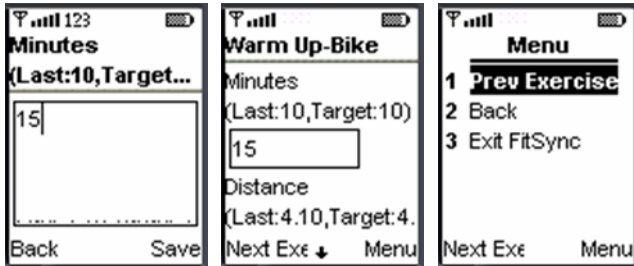 123
Minutes
(Last:10,Target...
15
Back Save
Warm Up-Bike
Minutes
(Last:10,Target:10)
15
Distance
(Last:4.10,Target:4.
Next Exe Menu
Menu
1 Prev Exercise
2 Back
3 Exit FitSync
Next Exe Menu